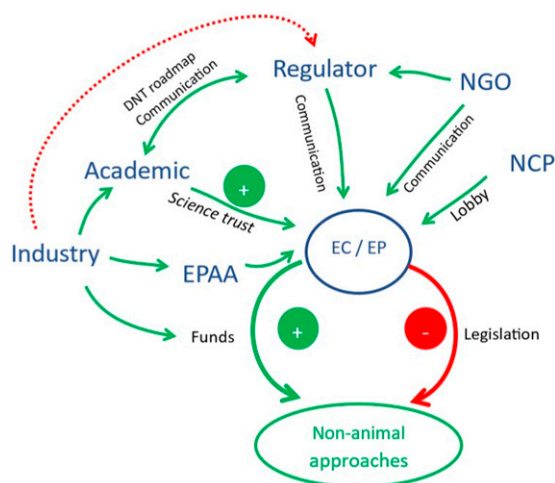 DNT roadmap
Communication
Regulator
NGO
Communication
Communication
NCP
Academic
+
Science trust
Lobby
EC / EP
Industry
EPAA
Funds
+
-
Legislation
Non-animal
approaches